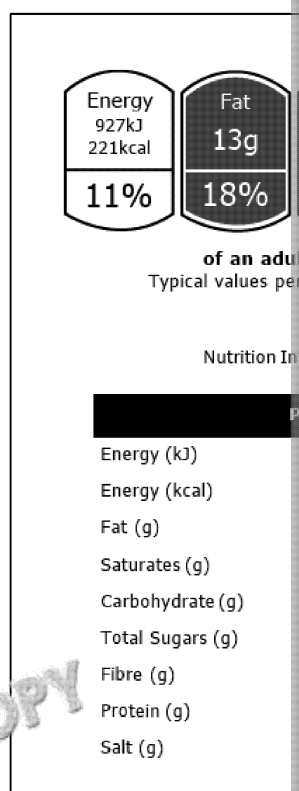 Energy
927kJ
221kcal
11%
Fat
13g
18%
of an adu
Typical values pe
Nutrition In
Energy (kJ)
Energy (kcal)
Fat (g)
Saturates (g)
Carbohydrate (g)
Total Sugars (g)
Fibre (g)
Protein (g)
Salt (g)
OPY